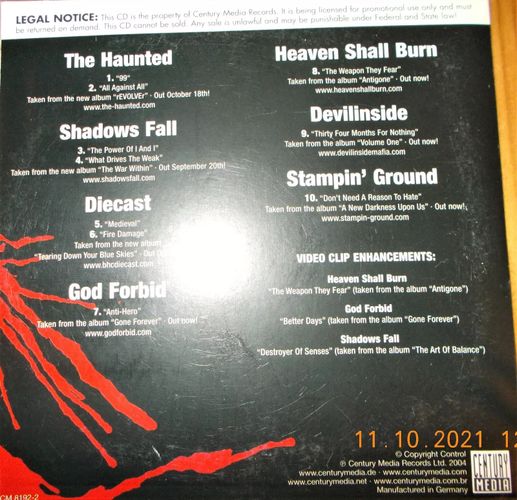 LEGAL NOTICE: This CD is the property of Century Media Records. It is being licensed for promotional use only and must
be returned on demand. This CD cannot be sold. Any sale is unlawful and may be punishable under Federal and State law!
The Haunted
1. "99"
2. "All Against All"
Taken from the new album "rEVOLVEr" · Out October 18th!
www.the-haunted.com
Shadows Fall
3. "The Power Of I And I"
4. "What Drives The Weak"
Taken from the new album "The War Within" · Out September 20th!
www.shadowsfall.com
Diecast
5. "Medieval"
6. "Fire Damage"
Taken from the new album
"Tearing Down Your Blue Skies" · Out
www.bhcdiecast.com
God Forbid
7. "Anti-Hero"
Taken from the album "Gone Forever" · Out now!
www.godforbid.com
Heaven Shall Burn
8. "The Weapon They Fear"
Taken from the album "Antigone" · Out now!
www.heavenshallburn.com
Devilinside
9. "Thirty Four Months For Nothing"
Taken from the album "Volume One" · Out now!
www.devilinsidemafia.com
Stampin' Ground
10. "Don't Need A Reason To Hate"
Taken from the album "A New Darkness Upon Us" · Out now!
www.stampin-ground.com
VIDEO CLIP ENHANCEMENTS:
Heaven Shall Burn
"The Weapon They Fear" (taken from the album "Antigone")
God Forbid
"Better Days" (taken from the album "Gone Forever")
Shadows Fall
"Destroyer Of Senses" (taken from the album "The Art Of Balance")
11.10.2021 12
© Copyright Control
℗ Century Media Records Ltd. 2004
www.centurymedia.de · www.centurymedia.com
www.centurymedia.net · www.centurymedia.com.br
Manufactured in Germany
CENTURY
MEDIA
CM 8192-2